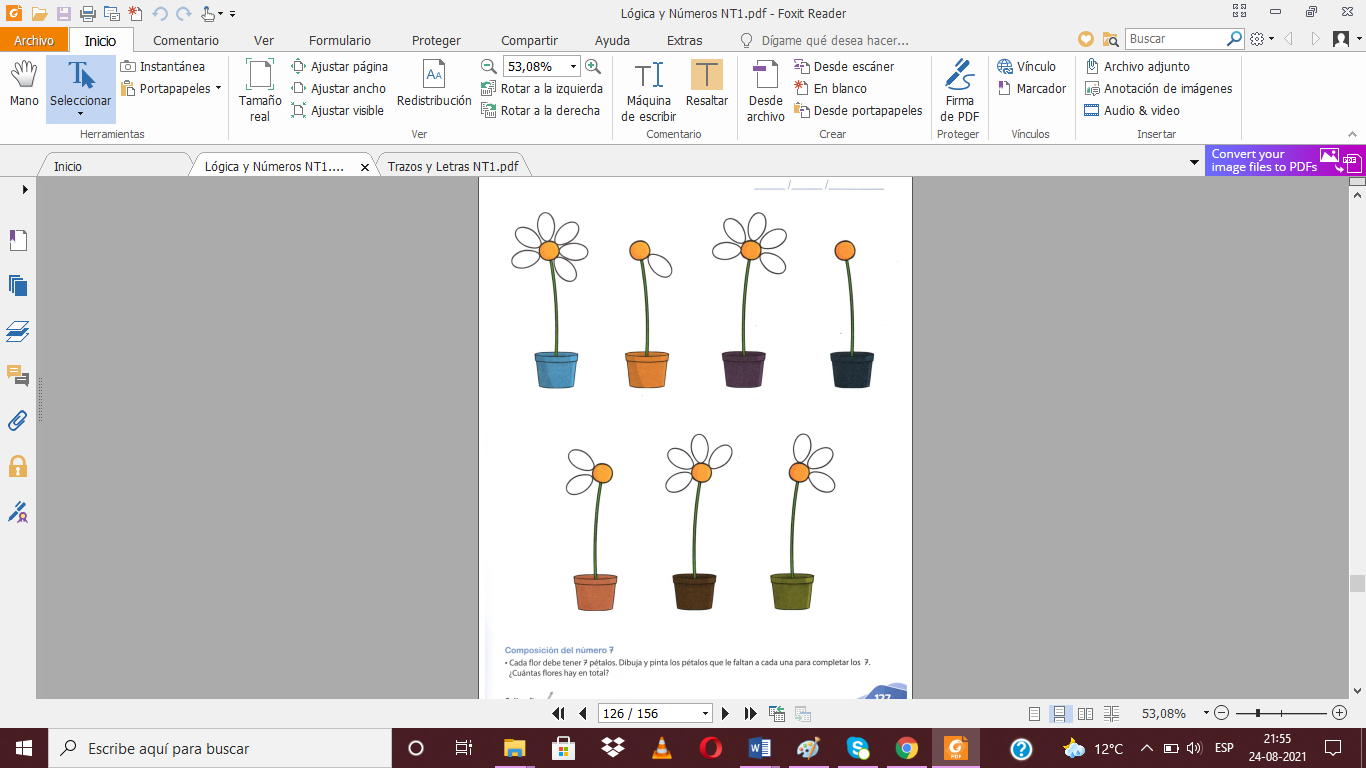 Lógica y Números NT1.pdf - Foxit Reader
Archivo Inicio Comentario Ver Formulario Proteger Compartir Ayuda Extras Dígame qué desea hacer... Buscar
Mano
Seleccionar
Instantánea
Portapapeles
Herramientas
Tamaño real
Ajustar página
Ajustar ancho
Ajustar visible
Redistribución
53,08%
Rotar a la izquierda
Rotar a la derecha
Ver
Máquina de escribir
Resaltar
Comentario
Desde archivo
Desde escáner
En blanco
Desde portapapeles
Crear
Firma de PDF
Proteger
Vínculo
Marcador
Vínculos
Archivo adjunto
Anotación de imágenes
Audio & video
Insertar
Inicio Lógica y Números NT1.... Trazos y Letras NT1.pdf
Convert your
image files to PDFs
PDF
______ /______ /___________
Composición del número 7
• Cada flor debe tener 7 pétalos. Dibuja y pinta los pétalos que le faltan a cada una para completar los 7.
¿Cuántas flores hay en total?
127
126 / 156
53,08%
Escribe aquí para buscar
12°C
ESP
21:55
24-08-2021